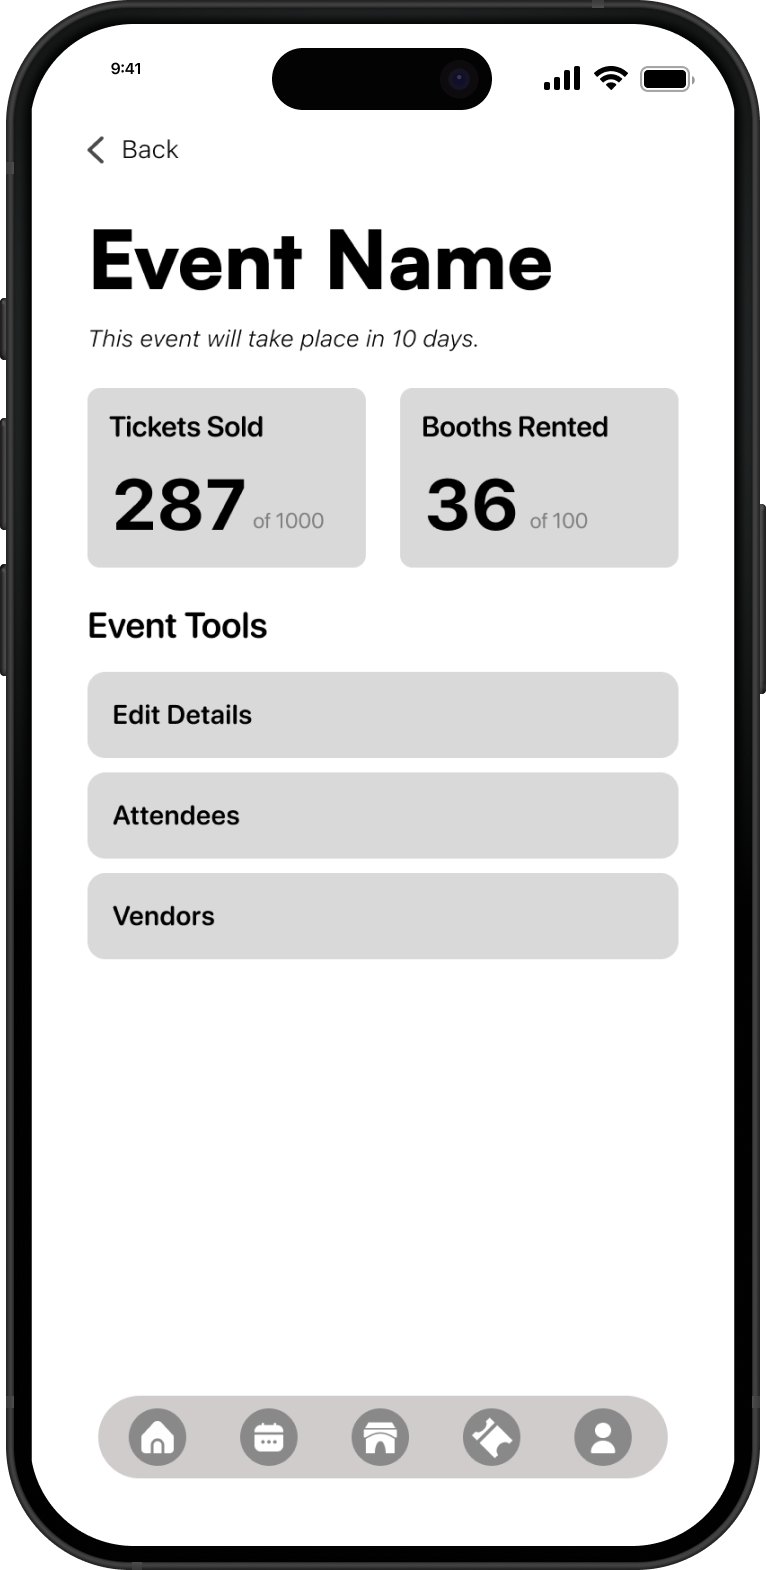 9:41
Back
Event Name
This event will take place in 10 days.
Tickets Sold
287 of 1000
Booths Rented
36 of 100
Event Tools
Edit Details
Attendees
Vendors